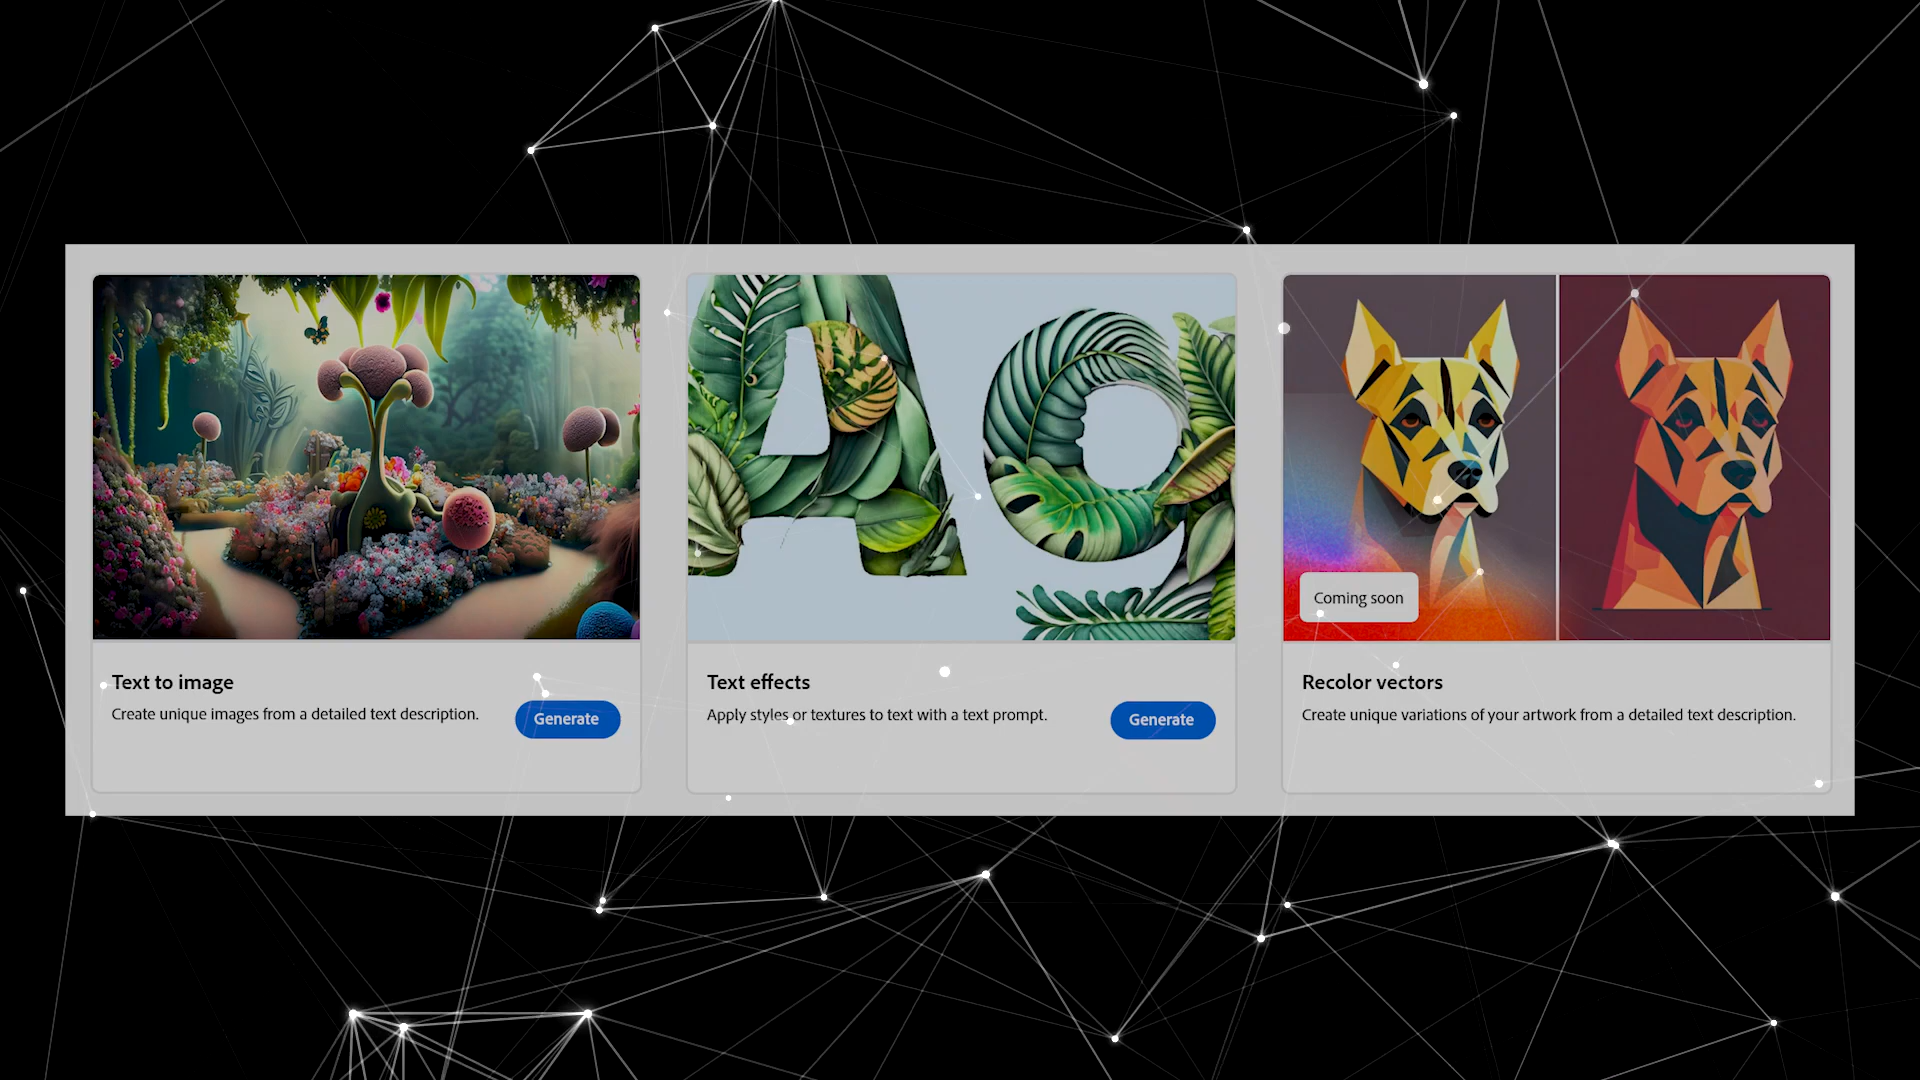 Ag
Coming soon
Text to image
Create unique images from a detailed text description.
Generate
Text effects
Apply styles or textures to text with a text prompt.
Generate
Recolor vectors
Create unique variations of your artwork from a detailed text description.